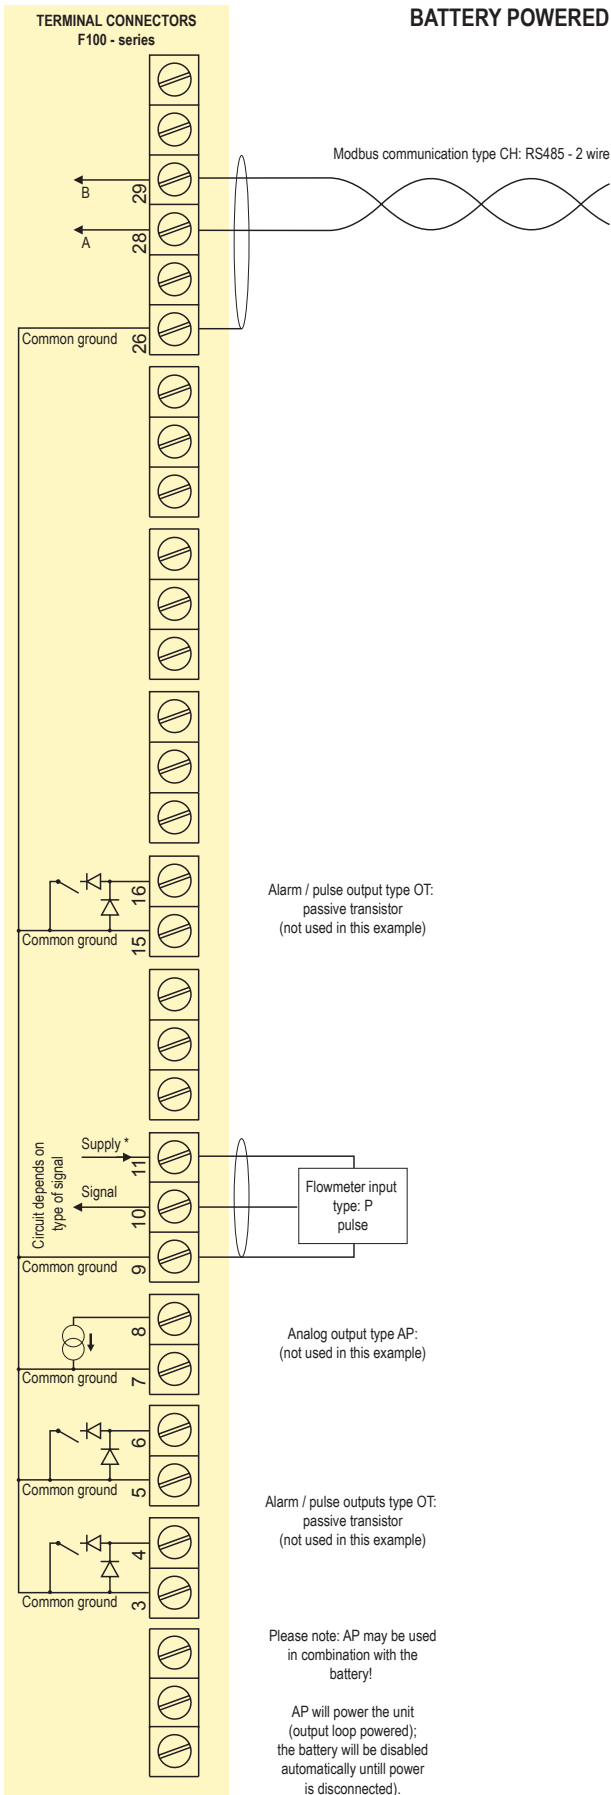 TERMINAL CONNECTORS
F100 - series
BATTERY POWERED
Modbus communication type CH: RS485 - 2 wire
B
29
A
28
Common ground
26
16
Common ground
15
Alarm / pulse output type OT:
passive transistor
(not used in this example)
Circuit depends on
type of signal
Supply *
11
Signal
10
Common ground
9
Flowmeter input
type: P
pulse
8
Common ground
7
Analog output type AP:
(not used in this example)
6
Common ground
5
Alarm / pulse outputs type OT:
passive transistor
(not used in this example)
4
Common ground
3
Please note: AP may be used
in combination with the
battery!
AP will power the unit
(output loop powered);
the battery will be disabled
automatically untill power
is disconnected).